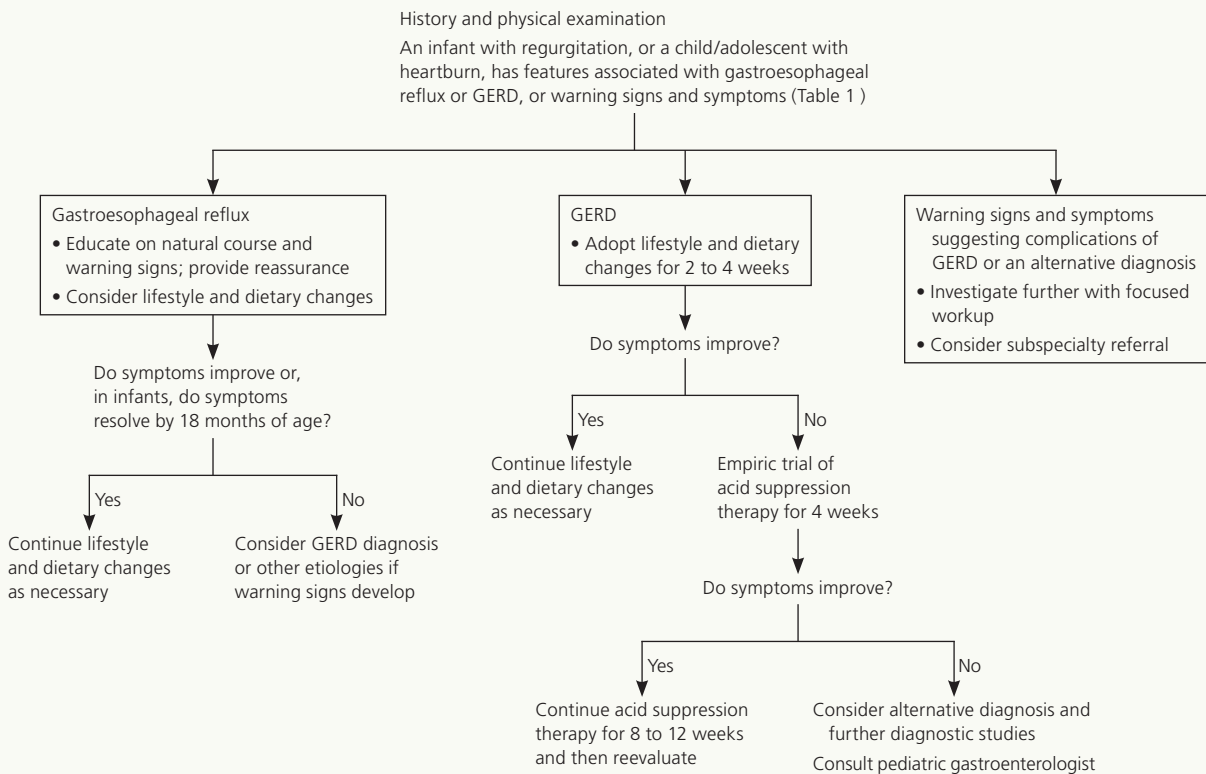 History and physical examination
An infant with regurgitation, or a child/adolescent with
heartburn, has features associated with gastroesophageal
reflux or GERD, or warning signs and symptoms (Table 1 )
Gastroesophageal reflux
• Educate on natural course and
warning signs; provide reassurance
• Consider lifestyle and dietary changes
Do symptoms improve or,
in infants, do symptoms
resolve by 18 months of age?
Yes
No
Continue lifestyle
and dietary changes
as necessary
Consider GERD diagnosis
or other etiologies if
warning signs develop
GERD
• Adopt lifestyle and dietary
changes for 2 to 4 weeks
Do symptoms improve?
Yes
No
Continue lifestyle
and dietary changes
as necessary
Empiric trial of
acid suppression
therapy for 4 weeks
Do symptoms improve?
Yes
No
Continue acid suppression
therapy for 8 to 12 weeks
and then reevaluate
Consider alternative diagnosis and
further diagnostic studies
Consult pediatric gastroenterologist
Warning signs and symptoms
suggesting complications of
GERD or an alternative diagnosis
• Investigate further with focused
workup
• Consider subspecialty referral